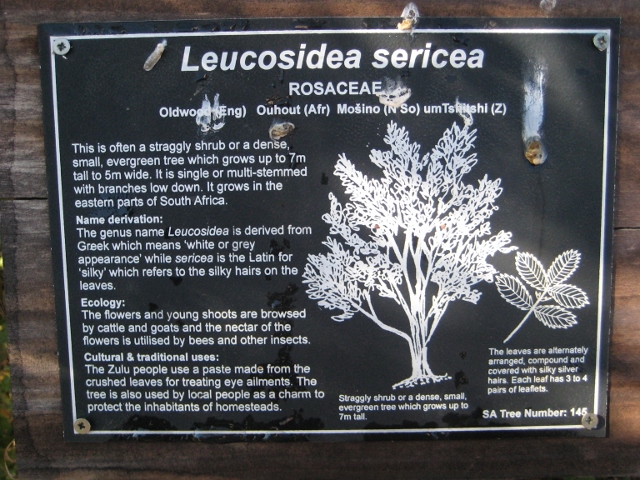 Leucosidea sericea
ROSACEAE
Oldwood (Eng) Ouhout (Afr) Mošino (N So) umTshitshi (Z)
This is often a straggly shrub or a dense,
small, evergreen tree which grows up to 7m
tall to 5m wide. It is single or multi-stemmed
with branches low down. It grows in the
eastern parts of South Africa.
Name derivation:
The genus name Leucosidea is derived from
Greek which means 'white or grey
appearance' while sericea is the Latin for
'silky' which refers to the silky hairs on the
leaves.
Ecology:
The flowers and young shoots are browsed
by cattle and goats and the nectar of the
flowers is utilised by bees and other insects.
Cultural & traditional uses:
The Zulu people use a paste made from the
crushed leaves for treating eye ailments. The
tree is also used by local people as a charm to
protect the inhabitants of homesteads.
Straggly shrub or a dense, small,
evergreen tree which grows up to
7m tall.
The leaves are alternately
arranged, compound and
covered with silky silver
hairs. Each leaf has 3 to 4
pairs of leaflets.
SA Tree Number: 145